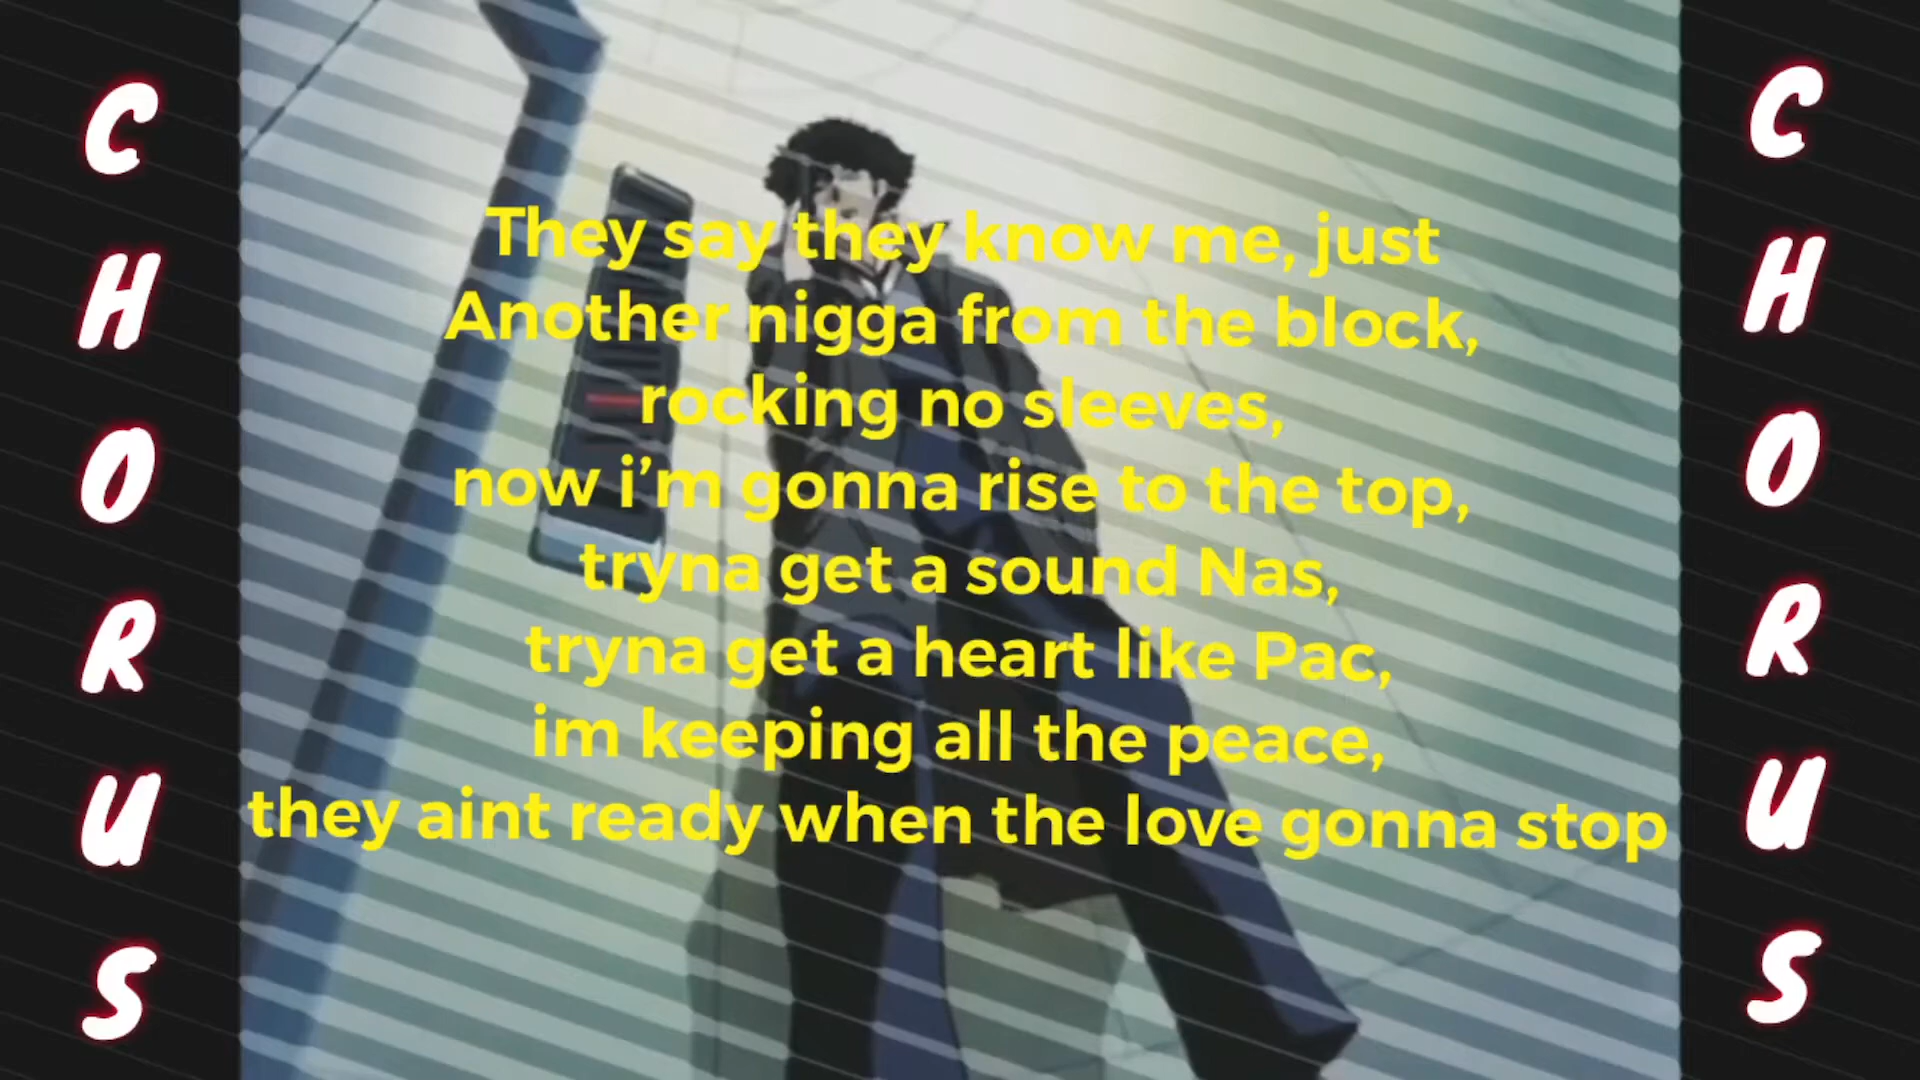 CHORUS
They say they know me, just
Another nigga from the block,
rocking no sleeves,
now i’m gonna rise to the top,
tryna get a sound Nas,
tryna get a heart like Pac,
im keeping all the peace,
they aint ready when the love gonna stop
CHORUS